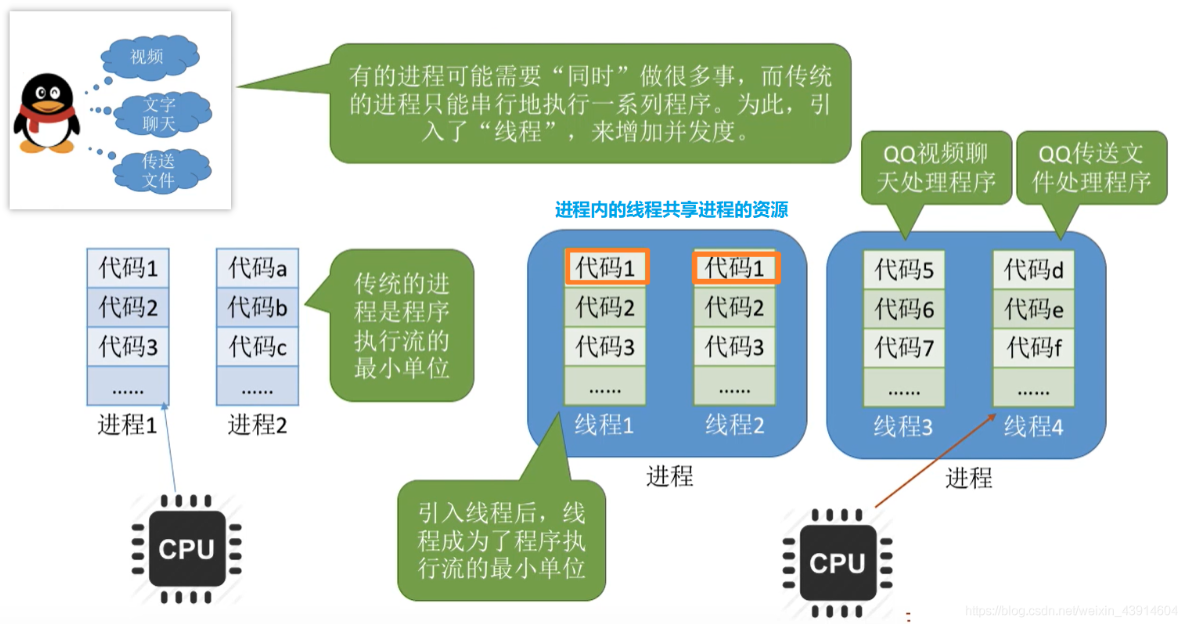 视频
文字
聊天
传送
文件
有的进程可能需要“同时”做很多事，而传统
的进程只能串行地执行一系列程序。为此，引
入了“线程”，来增加并发度。
QQ视频聊
天处理程序
QQ传送文
件处理程序
进程内的线程共享进程的资源
代码1
代码2
代码3
......
进程1
代码a
代码b
代码c
......
进程2
传统的进
程是程序
执行流的
最小单位
代码1
代码2
代码3
......
线程1
代码1
代码2
代码3
......
线程2
进程
代码5
代码6
代码7
......
线程3
代码d
代码e
代码f
......
线程4
进程
引入线程后，线
程成为了程序执
行流的最小单位
CPU
CPU
:
https://blog.csdn.net/weixin_43914604